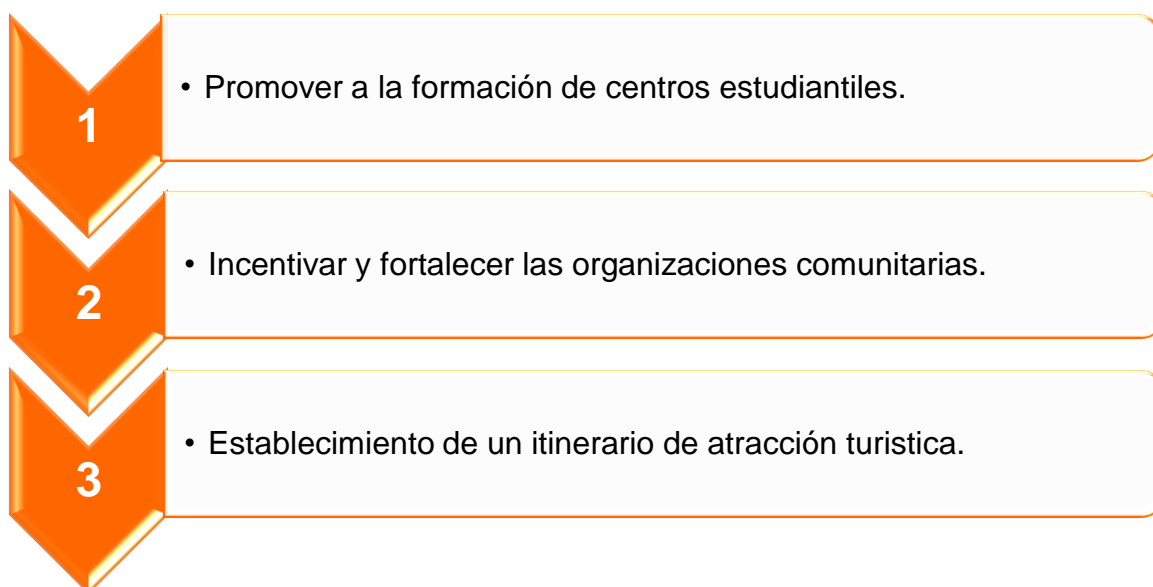 1
• Promover a la formación de centros estudiantiles.
2
• Incentivar y fortalecer las organizaciones comunitarias.
3
• Establecimiento de un itinerario de atracción turistica.